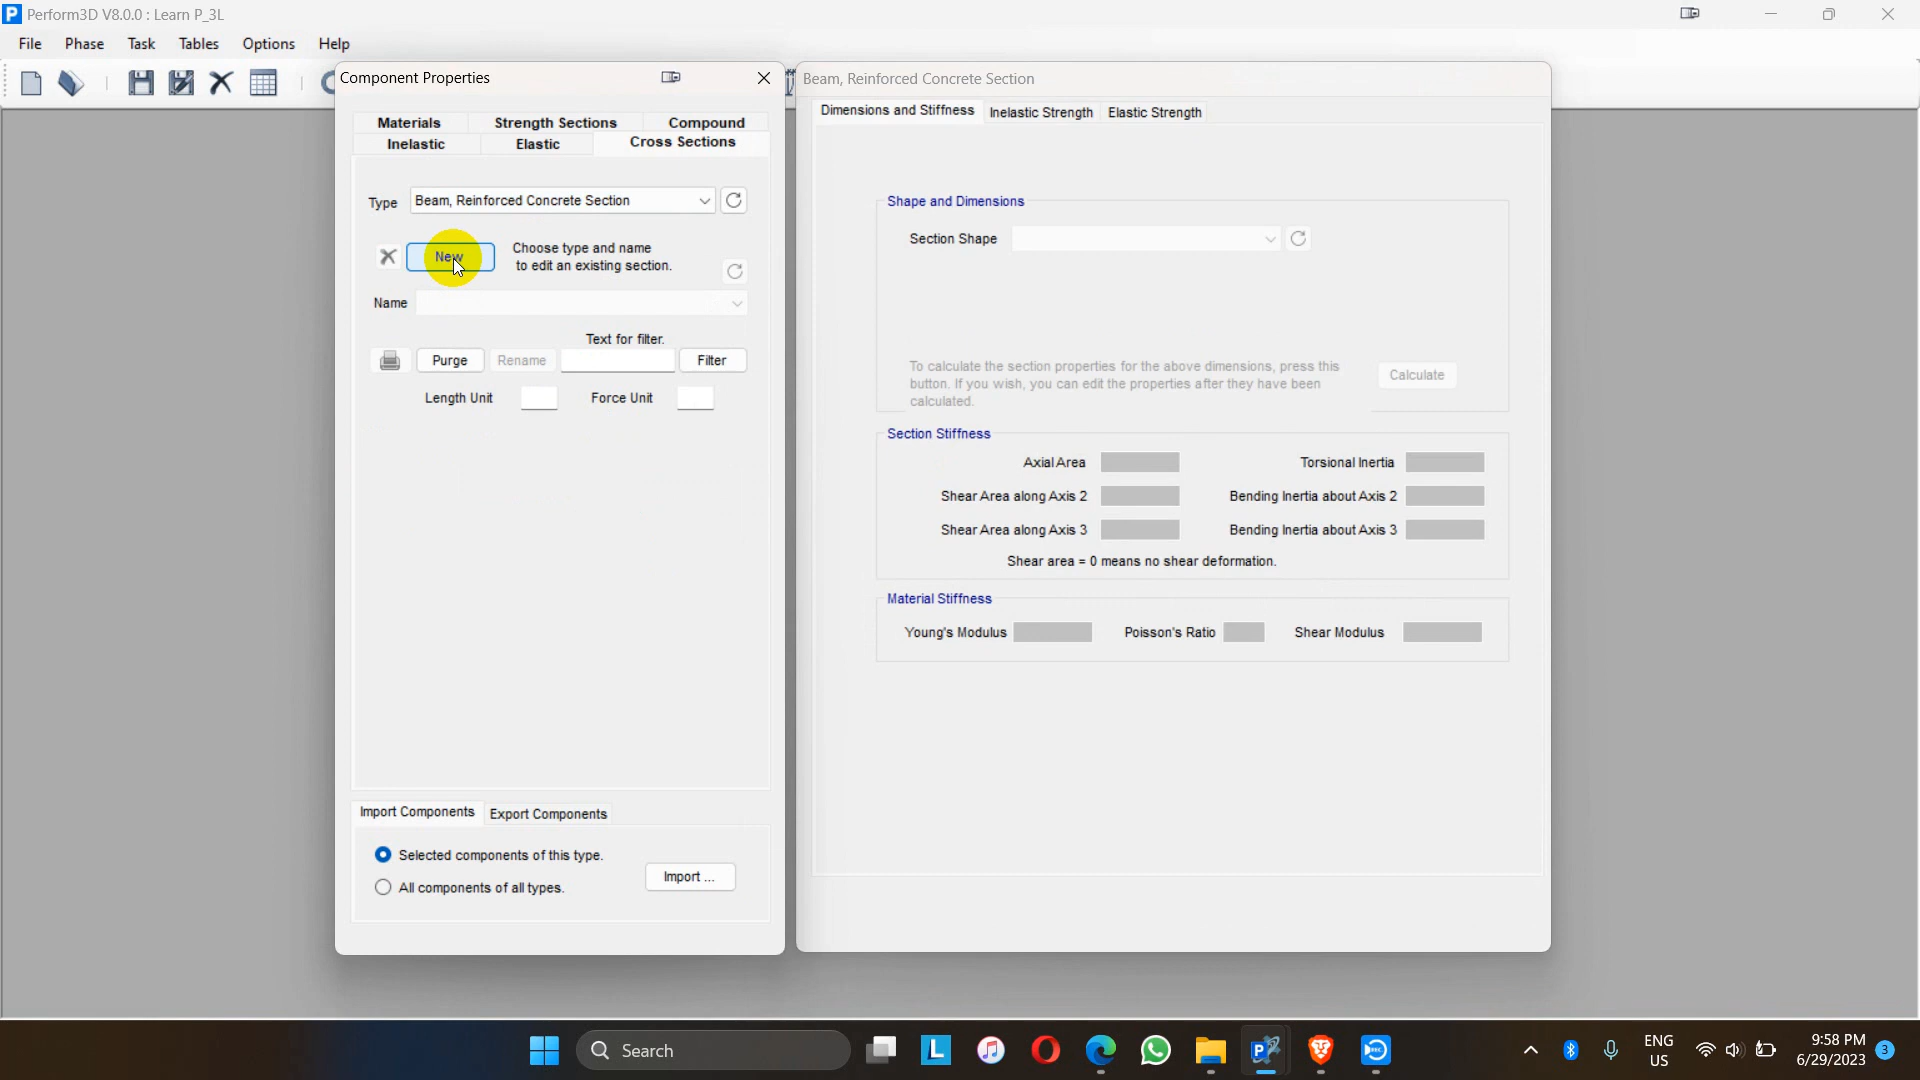 Perform3D V8.0.0 : Learn P_3L
File Phase Task Tables Options Help
Component Properties
Materials Strength Sections Compound
Inelastic Elastic Cross Sections
Type Beam, Reinforced Concrete Section
New
Choose type and name
to edit an existing section.
Name
Text for filter.
Purge Rename Filter
Length Unit Force Unit
Import Components Export Components
Selected components of this type.
All components of all types.
Import ...
Beam, Reinforced Concrete Section
Dimensions and Stiffness Inelastic Strength Elastic Strength
Shape and Dimensions
Section Shape
To calculate the section properties for the above dimensions, press this
button. If you wish, you can edit the properties after they have been
calculated.
Calculate
Section Stiffness
Axial Area Torsional Inertia
Shear Area along Axis 2 Bending Inertia about Axis 2
Shear Area along Axis 3 Bending Inertia about Axis 3
Shear area = 0 means no shear deformation.
Material Stiffness
Young's Modulus Poisson's Ratio Shear Modulus
Search
L
P
REC
ENG
US
9:58 PM
6/29/2023
3